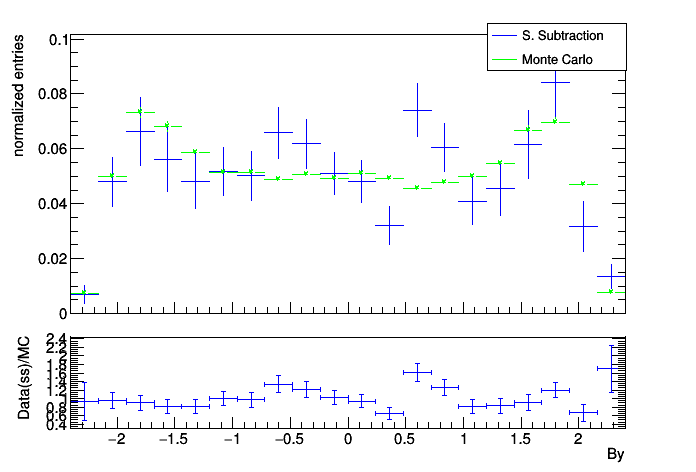 S. Subtraction
Monte Carlo
normalized entries
0.1
0.08
0.06
0.04
0.02
0
Data(ss)/MC
2.4
2.2
2
1.8
1.6
1.4
1.2
1
0.8
0.6
0.4
−2 −1.5 −1 −0.5 0 0.5 1 1.5 2
By